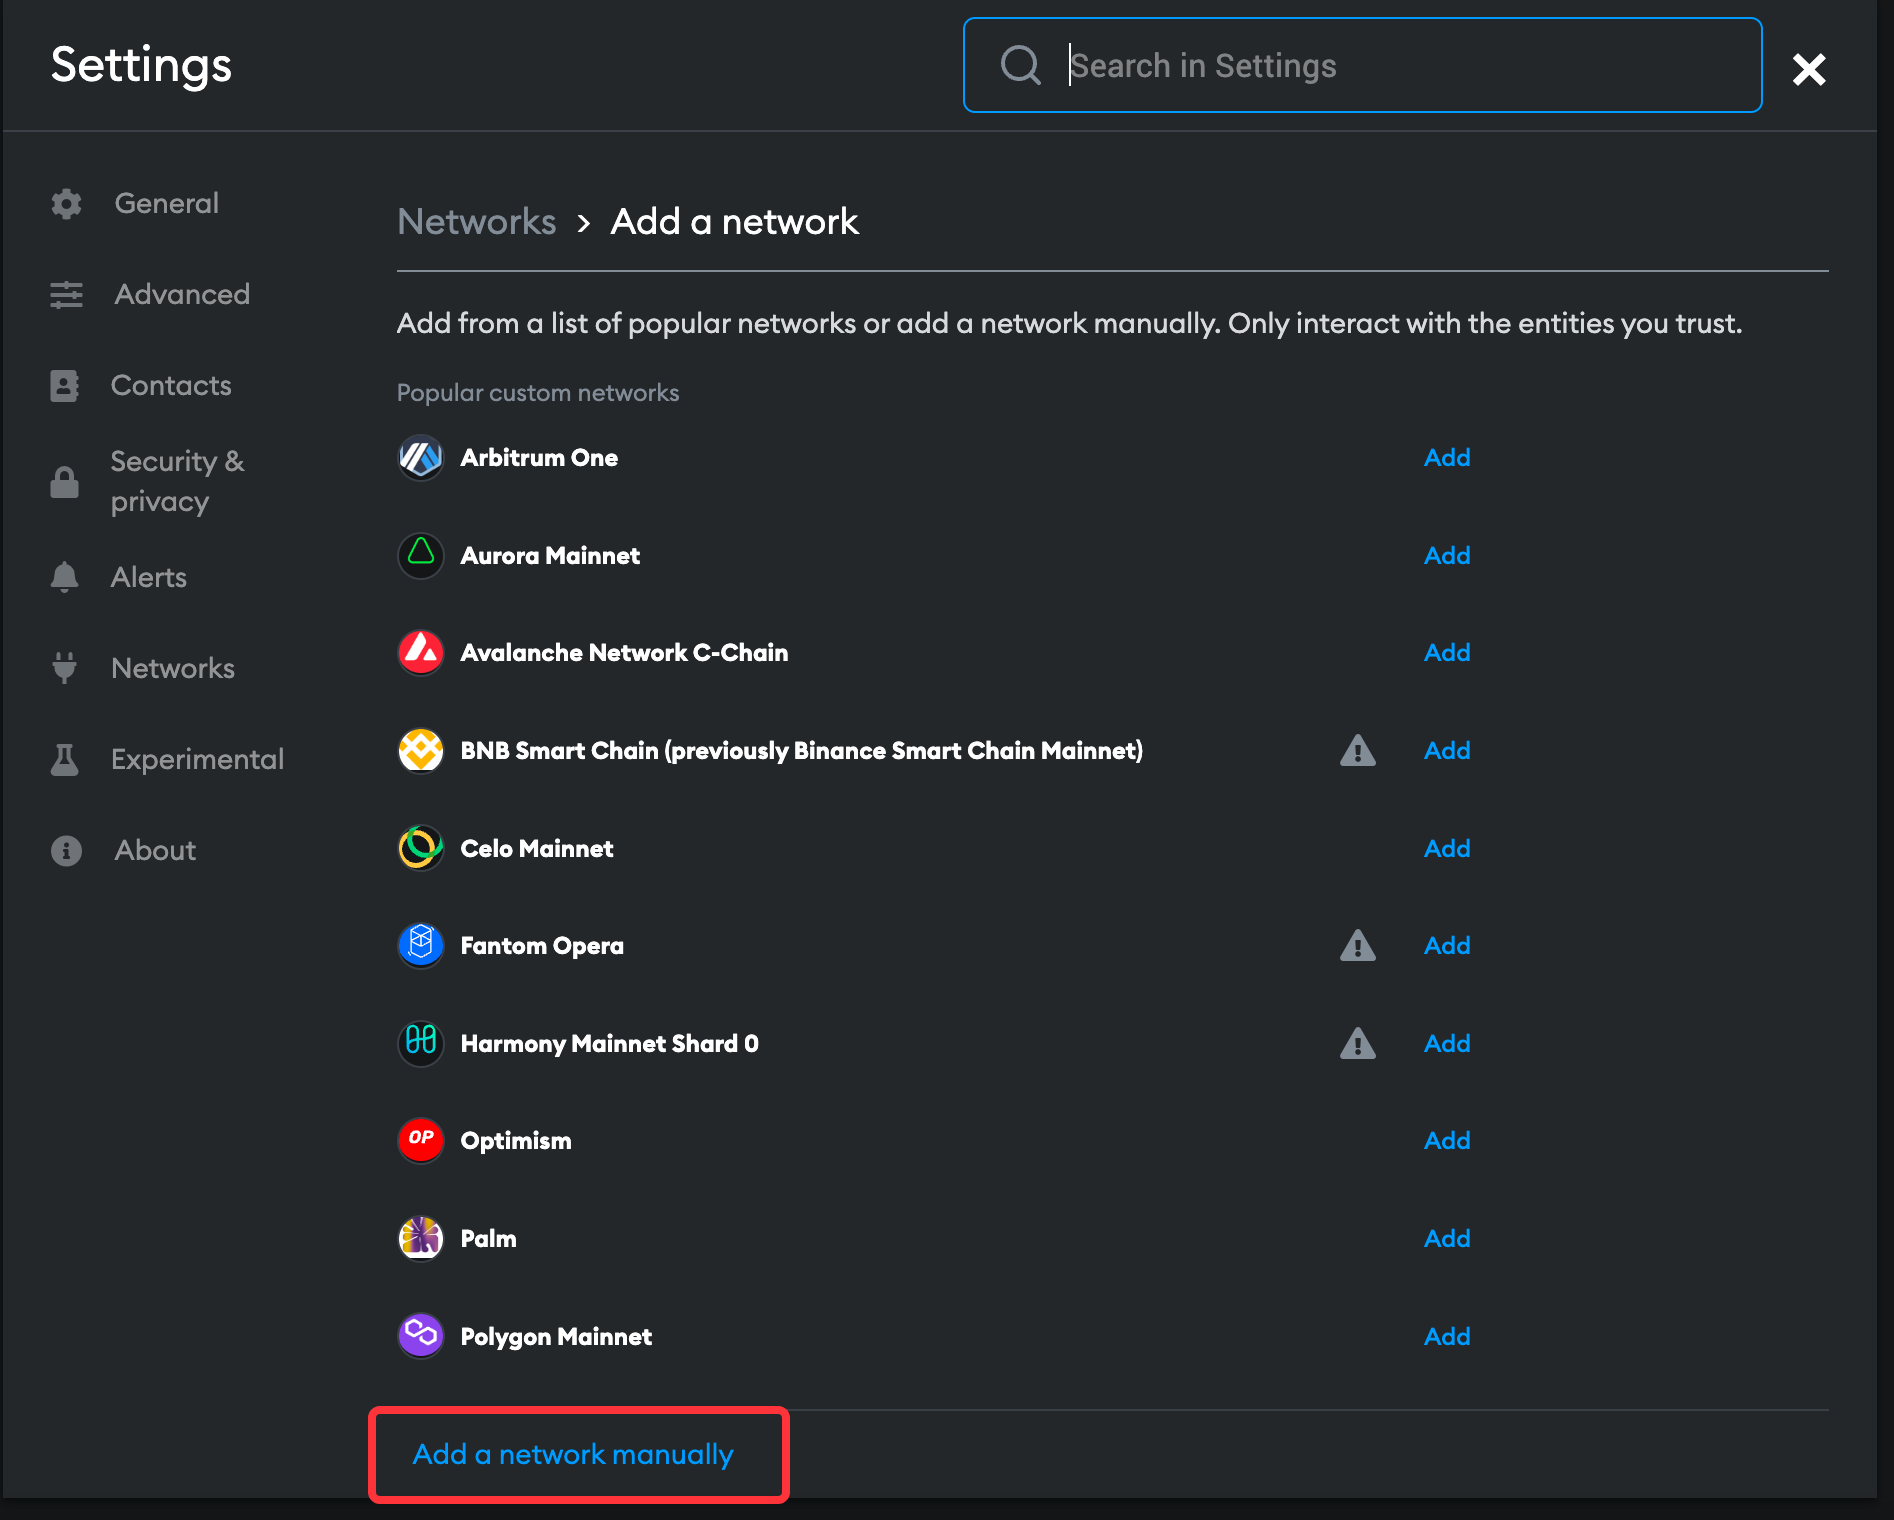 Settings
Search in Settings
General
Advanced
Contacts
Security &
privacy
Alerts
Networks
Experimental
About
Networks › Add a network
Add from a list of popular networks or add a network manually. Only interact with the entities you trust.
Popular custom networks
Arbitrum One Add
Aurora Mainnet Add
Avalanche Network C-Chain Add
BNB Smart Chain (previously Binance Smart Chain Mainnet) Add
Celo Mainnet Add
Fantom Opera Add
Harmony Mainnet Shard 0 Add
OP Optimism Add
Palm Add
Polygon Mainnet Add
Add a network manually